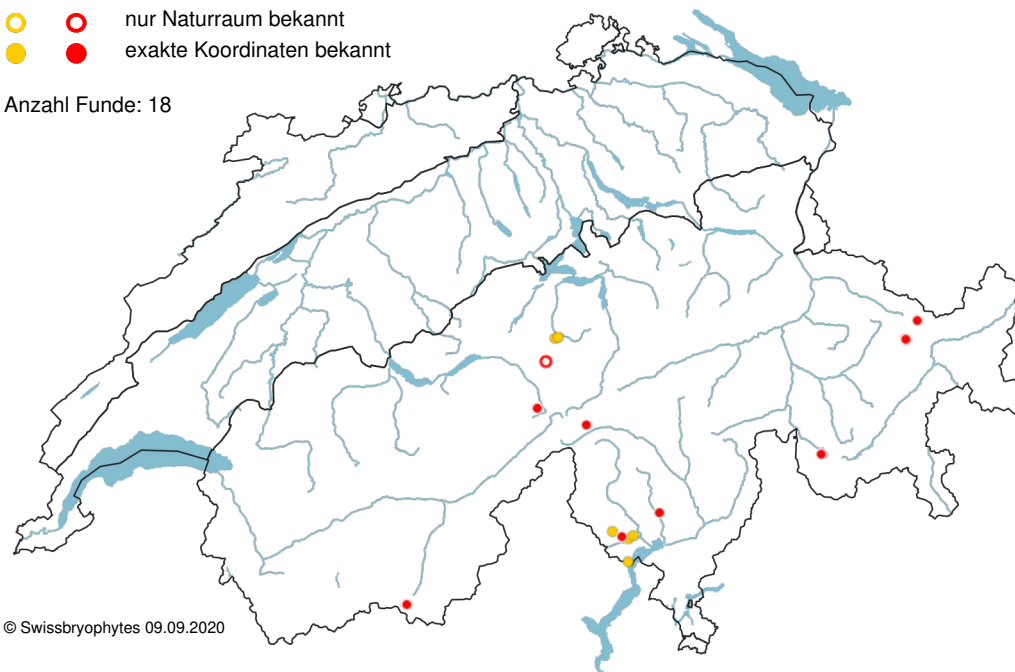 nur Naturraum bekannt
exakte Koordinaten bekannt
Anzahl Funde: 18
© Swissbryophytes 09.09.2020